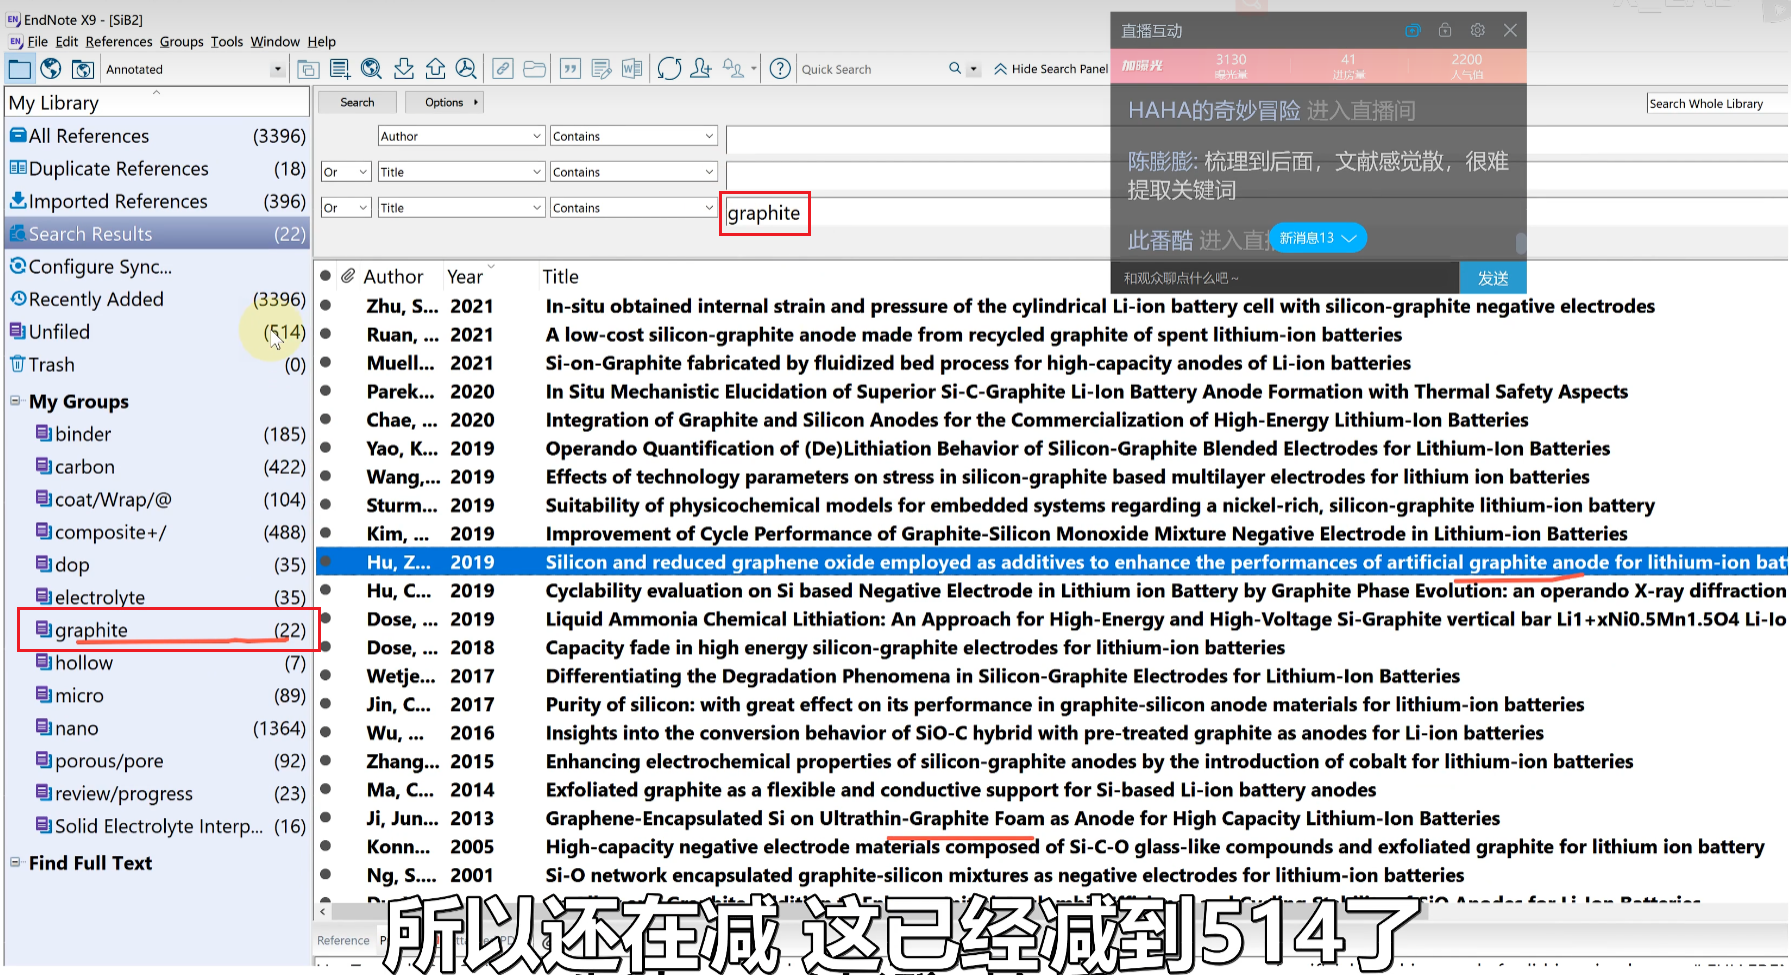 EndNote X9 - [SiB2]
File Edit References Groups Tools Window Help
Annotated
Quick Search
Hide Search Panel
My Library
All References (3396)
Duplicate References (18)
Imported References (396)
Search Results (22)
Configure Sync...
Recently Added (3396)
Unfiled (514)
Trash (0)
My Groups
binder (185)
carbon (422)
coat/Wrap/@ (104)
composite+/ (488)
dop (35)
electrolyte (35)
graphite (22)
hollow (7)
micro (89)
nano (1364)
porous/pore (92)
review/progress (23)
Solid Electrolyte Interp... (16)
Find Full Text
Search Options
Search Whole Library
Author Contains
Or Title Contains
Or Title Contains graphite
直播互动
加曝光 3130 曝光量 41 进房量 2200 人气值
HAHA的奇妙冒险 进入直播间
陈膨膨: 梳理到后面，文献感觉散，很难
提取关键词
此番酷 进入直
新消息13
和观众聊点什么吧~ 发送
Author Year Title
Zhu, S... 2021 In-situ obtained internal strain and pressure of the cylindrical Li-ion battery cell with silicon-graphite negative electrodes
Ruan, ... 2021 A low-cost silicon-graphite anode made from recycled graphite of spent lithium-ion batteries
Muell... 2021 Si-on-Graphite fabricated by fluidized bed process for high-capacity anodes of Li-ion batteries
Parek... 2020 In Situ Mechanistic Elucidation of Superior Si-C-Graphite Li-Ion Battery Anode Formation with Thermal Safety Aspects
Chae, ... 2020 Integration of Graphite and Silicon Anodes for the Commercialization of High-Energy Lithium-Ion Batteries
Yao, K... 2019 Operando Quantification of (De)Lithiation Behavior of Silicon-Graphite Blended Electrodes for Lithium-Ion Batteries
Wang,... 2019 Effects of technology parameters on stress in silicon-graphite based multilayer electrodes for lithium ion batteries
Sturm... 2019 Suitability of physicochemical models for embedded systems regarding a nickel-rich, silicon-graphite lithium-ion battery
Kim, ... 2019 Improvement of Cycle Performance of Graphite-Silicon Monoxide Mixture Negative Electrode in Lithium-ion Batteries
Hu, Z... 2019 Silicon and reduced graphene oxide employed as additives to enhance the performances of artificial graphite anode for lithium-ion bat
Hu, C... 2019 Cyclability evaluation on Si based Negative Electrode in Lithium ion Battery by Graphite Phase Evolution: an operando X-ray diffraction
Dose, ... 2019 Liquid Ammonia Chemical Lithiation: An Approach for High-Energy and High-Voltage Si-Graphite vertical bar Li1+xNi0.5Mn1.5O4 Li-Io
Dose, ... 2018 Capacity fade in high energy silicon-graphite electrodes for lithium-ion batteries
Wetje... 2017 Differentiating the Degradation Phenomena in Silicon-Graphite Electrodes for Lithium-Ion Batteries
Jin, C... 2017 Purity of silicon: with great effect on its performance in graphite-silicon anode materials for lithium-ion batteries
Wu, ... 2016 Insights into the conversion behavior of SiO-C hybrid with pre-treated graphite as anodes for Li-ion batteries
Zhang... 2015 Enhancing electrochemical properties of silicon-graphite anodes by the introduction of cobalt for lithium-ion batteries
Ma, C... 2014 Exfoliated graphite as a flexible and conductive support for Si-based Li-ion battery anodes
Ji, Jun... 2013 Graphene-Encapsulated Si on Ultrathin-Graphite Foam as Anode for High Capacity Lithium-Ion Batteries
Konn... 2005 High-capacity negative electrode materials composed of Si-C-O glass-like compounds and exfoliated graphite for lithium ion battery
Ng, S.... 2001 Si-O network encapsulated graphite-silicon mixtures as negative electrodes for lithium-ion batteries
Reference
所以还在减 这已经减到514了